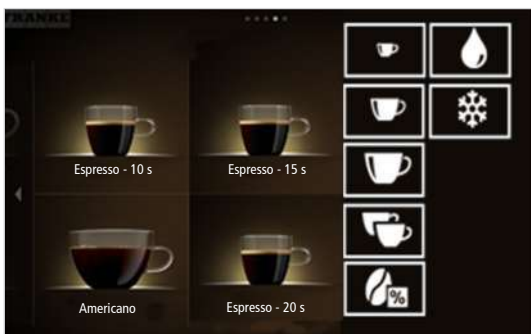 FRANKE
Espresso - 10 s
Espresso - 15 s
Americano
Espresso - 20 s
%